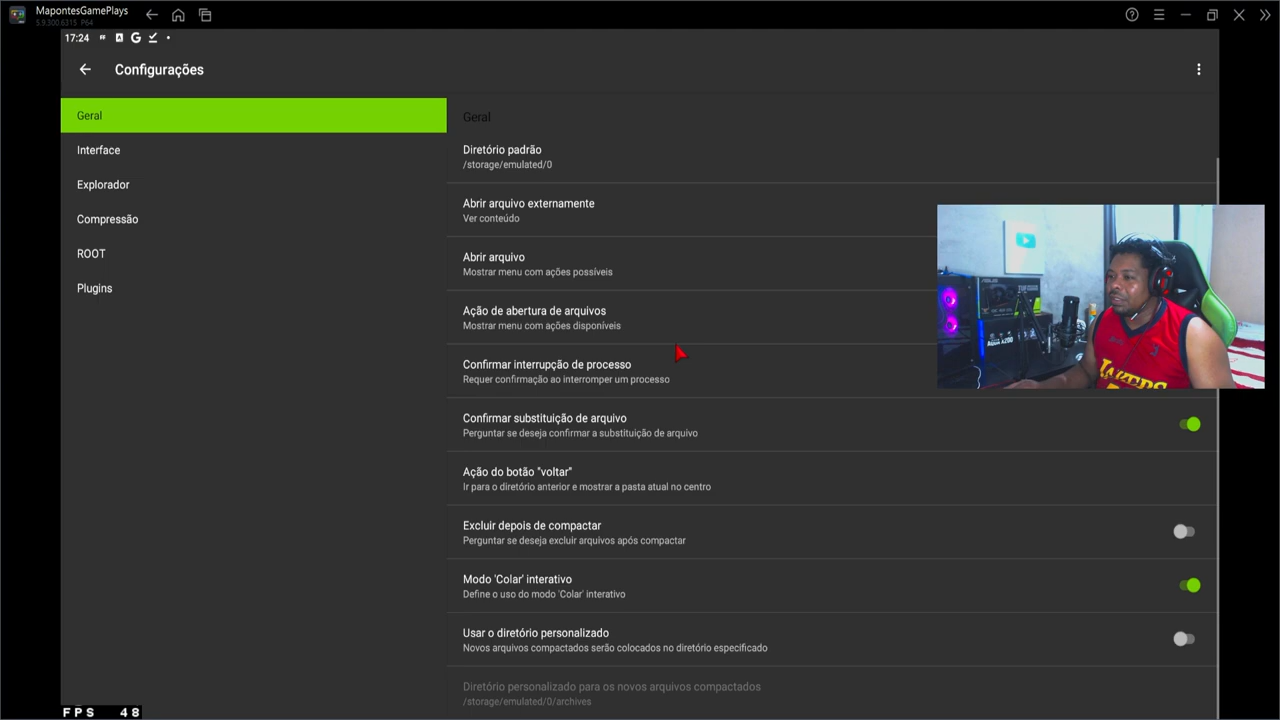 MapontesGamePlays
5.9.300.6315 P64
17:24
Configurações
Geral
Interface
Explorador
Compressão
ROOT
Plugins
Geral
Diretório padrão
/storage/emulated/0
Abrir arquivo externamente
Ver conteúdo
Abrir arquivo
Mostrar menu com ações possíveis
Ação de abertura de arquivos
Mostrar menu com ações disponíveis
Confirmar interrupção de processo
Requer confirmação ao interromper um processo
Confirmar substituição de arquivo
Perguntar se deseja confirmar a substituição de arquivo
Ação do botão "voltar"
Ir para o diretório anterior e mostrar a pasta atual no centro
Excluir depois de compactar
Perguntar se deseja excluir arquivos após compactar
Modo 'Colar' interativo
Define o uso do modo 'Colar' interativo
Usar o diretório personalizado
Novos arquivos compactados serão colocados no diretório especificado
Diretório personalizado para os novos arquivos compactados
/storage/emulated/0/archives
FPS 48
LAKERS